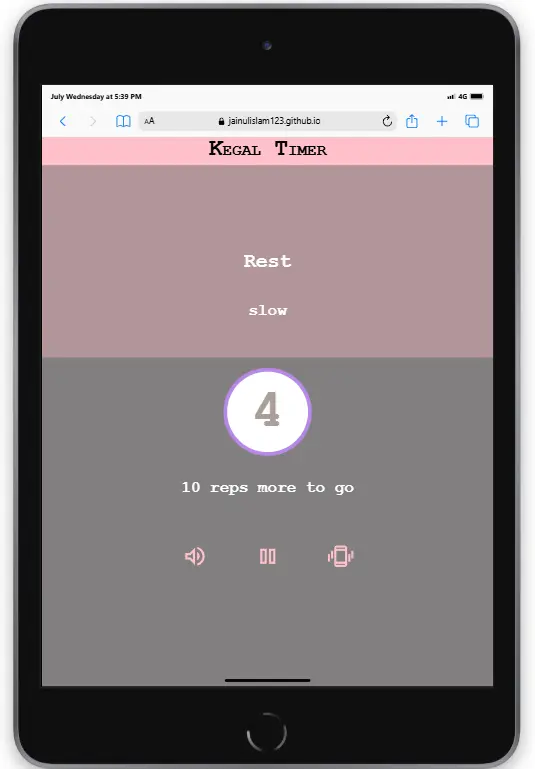 July Wednesday at 5:39 PM
4G
AA
jainulislam123.github.io
Kegal Timer
Rest
slow
4
10 reps more to go